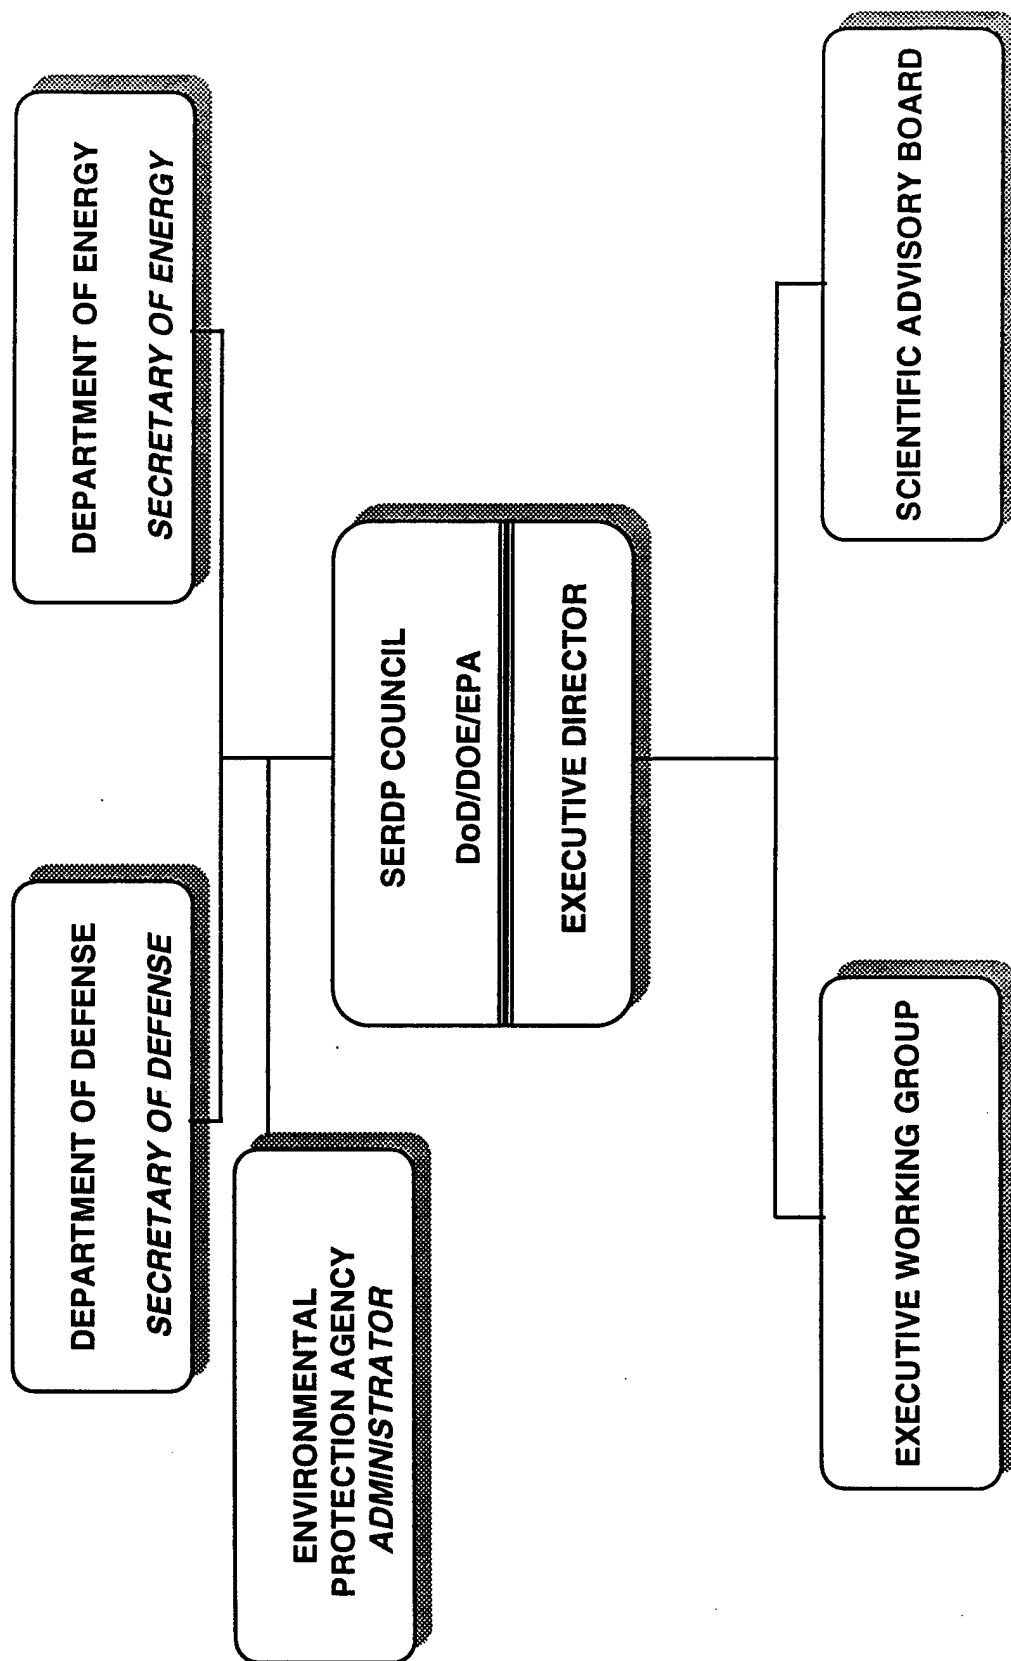 DEPARTMENT OF DEFENSE
SECRETARY OF DEFENSE
DEPARTMENT OF ENERGY
SECRETARY OF ENERGY
ENVIRONMENTAL
PROTECTION AGENCY
ADMINISTRATOR
SERDP COUNCIL
DoD/DOE/EPA
EXECUTIVE DIRECTOR
EXECUTIVE WORKING GROUP
SCIENTIFIC ADVISORY BOARD